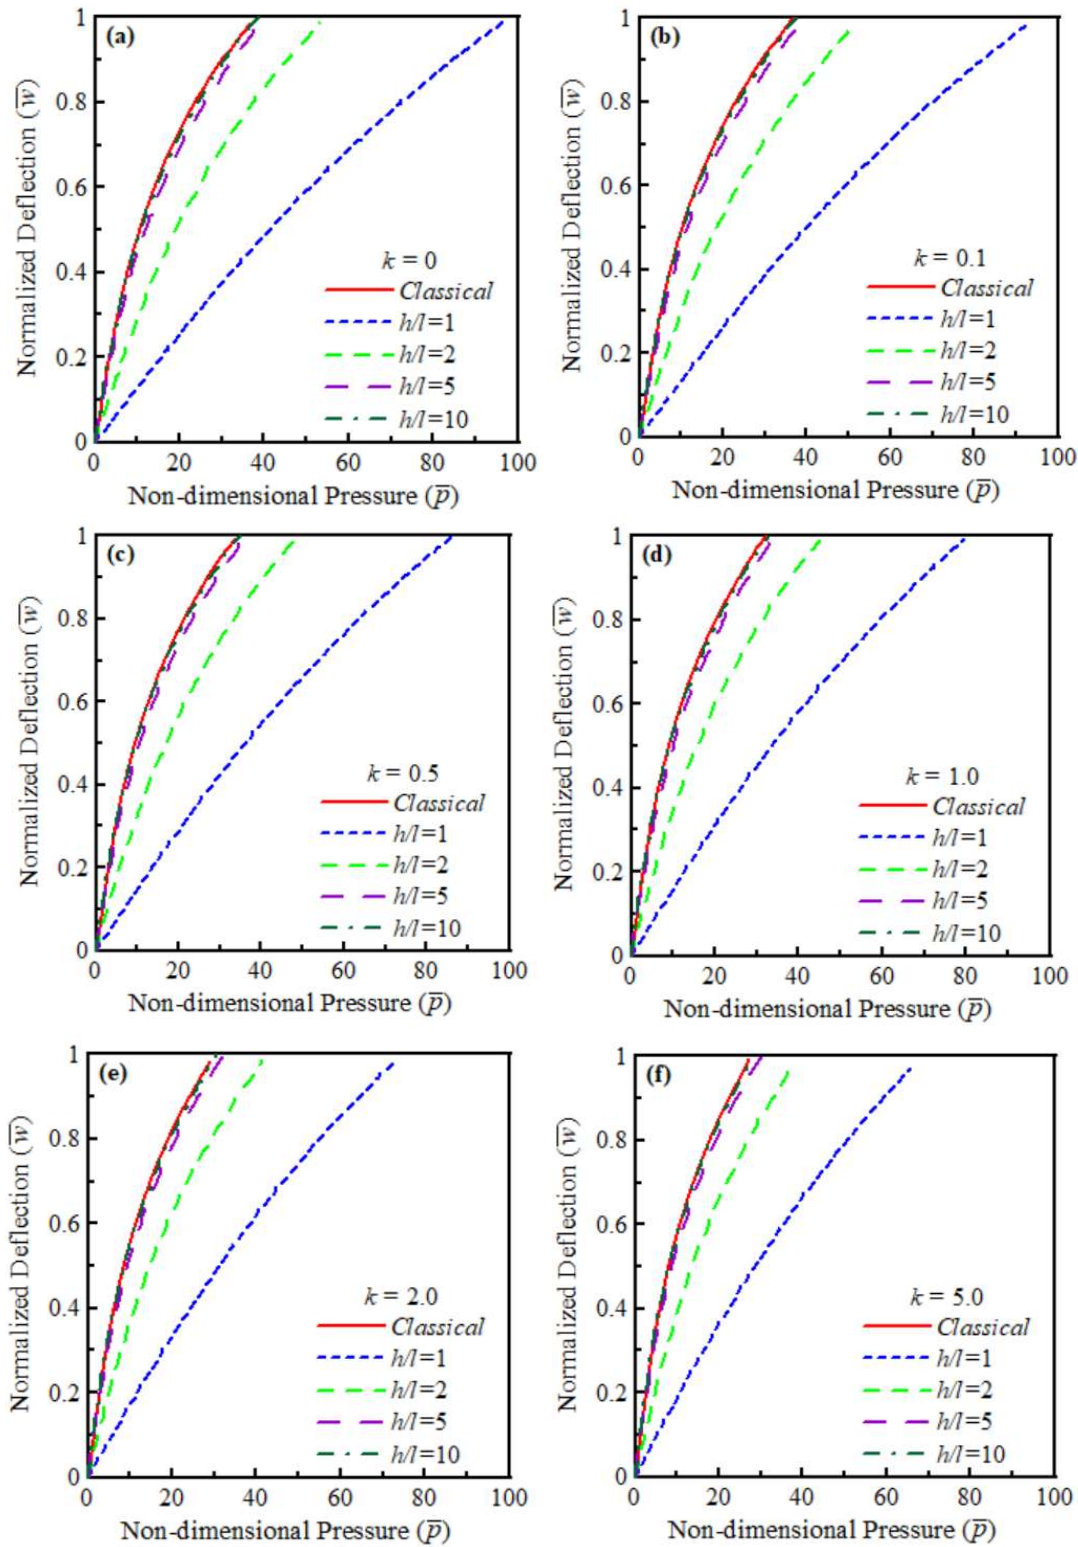 (a)
Normalized Deflection (w̅)
1
0.8
0.6
0.4
0.2
0
k = 0
Classical
h/l=1
h/l=2
h/l=5
h/l=10
0 20 40 60 80 100
Non-dimensional Pressure (p̅)
(b)
Normalized Deflection (w̅)
1
0.8
0.6
0.4
0.2
0
k = 0.1
Classical
h/l=1
h/l=2
h/l=5
h/l=10
0 20 40 60 80 100
Non-dimensional Pressure (p̅)
(c)
Normalized Deflection (w̅)
1
0.8
0.6
0.4
0.2
0
k = 0.5
Classical
h/l=1
h/l=2
h/l=5
h/l=10
0 20 40 60 80 100
Non-dimensional Pressure (p̅)
(d)
Normalized Deflection (w̅)
1
0.8
0.6
0.4
0.2
0
k = 1.0
Classical
h/l=1
h/l=2
h/l=5
h/l=10
0 20 40 60 80 100
Non-dimensional Pressure (p̅)
(e)
Normalized Deflection (w̅)
1
0.8
0.6
0.4
0.2
0
k = 2.0
Classical
h/l=1
h/l=2
h/l=5
h/l=10
0 20 40 60 80 100
Non-dimensional Pressure (p̅)
(f)
Normalized Deflection (w̅)
1
0.8
0.6
0.4
0.2
0
k = 5.0
Classical
h/l=1
h/l=2
h/l=5
h/l=10
0 20 40 60 80 100
Non-dimensional Pressure (p̅)